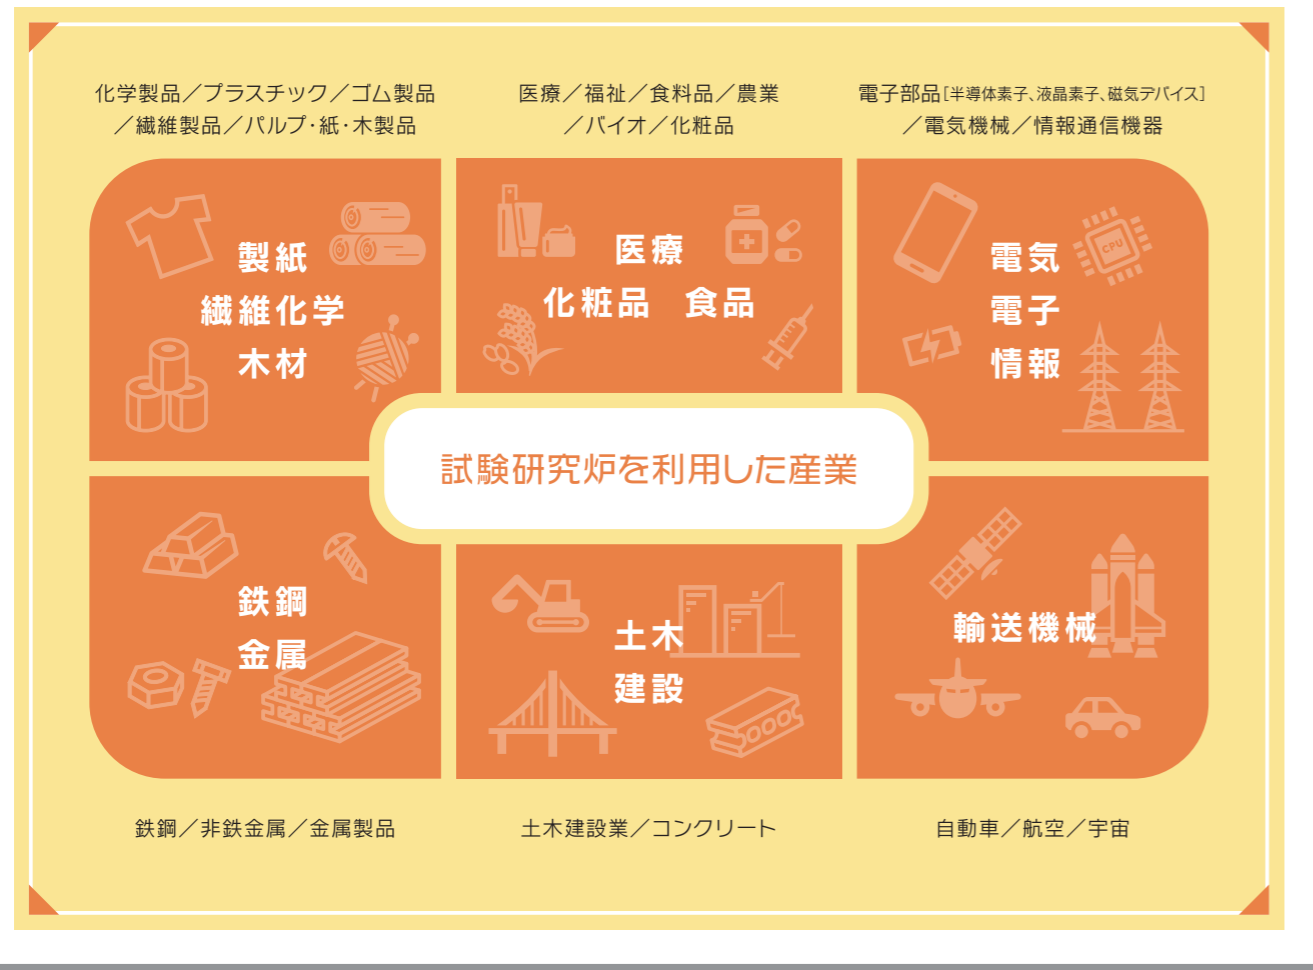 化学製品／プラスチック／ゴム製品
／繊維製品／パルプ・紙・木製品
医療／福祉／食料品／農業
／バイオ／化粧品
電子部品[半導体素子、液晶素子、磁気デバイス]
／電気機械／情報通信機器
製紙
繊維化学
木材
医療
化粧品　食品
電気
電子
情報
CPU
試験研究炉を利用した産業
鉄鋼
金属
土木
建設
輸送機械
鉄鋼／非鉄金属／金属製品
土木建設業／コンクリート
自動車／航空／宇宙